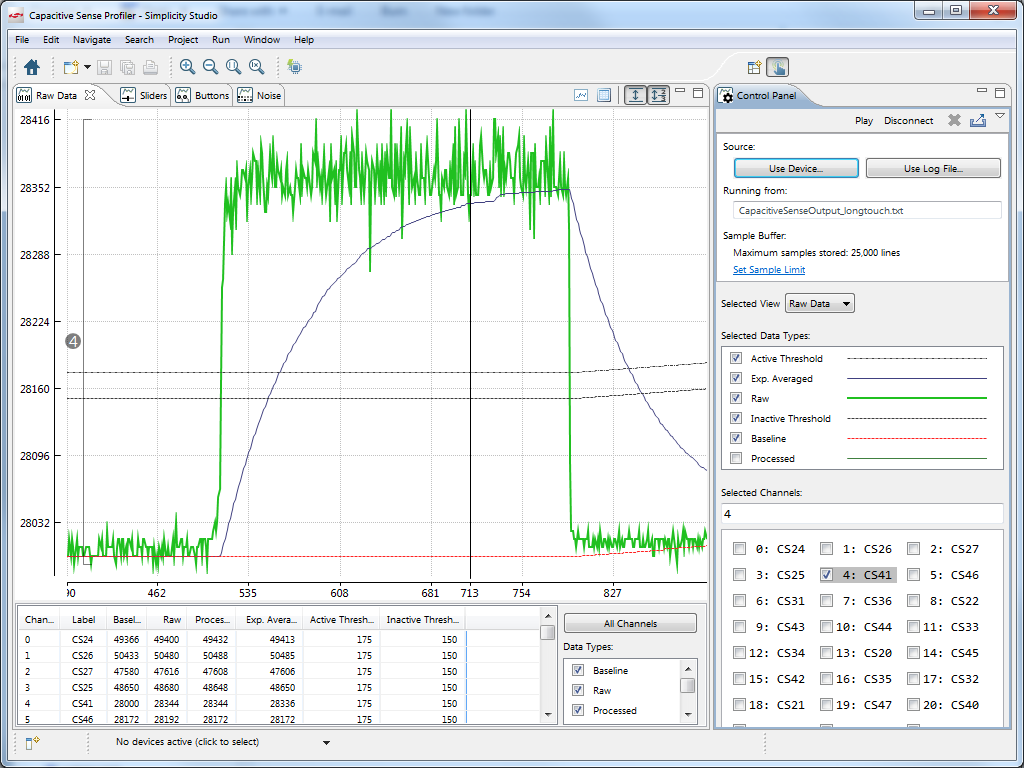 Capacitive Sense Profiler - Simplicity Studio
File Edit Navigate Search Project Run Window Help
Raw Data Sliders Buttons Noise
28416
28352
28288
28224
28160
28096
28032
4
90 462 535 608 681 713 754 827
Chan... Label Basel... Raw Proces... Exp. Avera... Active Thresh... Inactive Thresh...
0 CS24 49366 49400 49432 49413 175 150
1 CS26 50433 50480 50488 50485 175 150
2 CS27 47580 47616 47608 47606 175 150
3 CS25 48650 48680 48648 48650 175 150
4 CS41 28000 28344 28344 28336 175 150
5 CS46 28172 28192 28172 28172 175 150
All Channels
Data Types:
Baseline
Raw
Processed
Control Panel
Play Disconnect
Source:
Use Device... Use Log File...
Running from:
CapacitiveSenseOutput_longtouch.txt
Sample Buffer:
Maximum samples stored: 25,000 lines
Set Sample Limit
Selected View Raw Data
Selected Data Types:
Active Threshold
Exp. Averaged
Raw
Inactive Threshold
Baseline
Processed
Selected Channels:
4
0: CS24 1: CS26 2: CS27
3: CS25 4: CS41 5: CS46
6: CS31 7: CS36 8: CS22
9: CS43 10: CS44 11: CS33
12: CS34 13: CS20 14: CS45
15: CS42 16: CS35 17: CS32
18: CS21 19: CS47 20: CS40
No devices active (click to select)